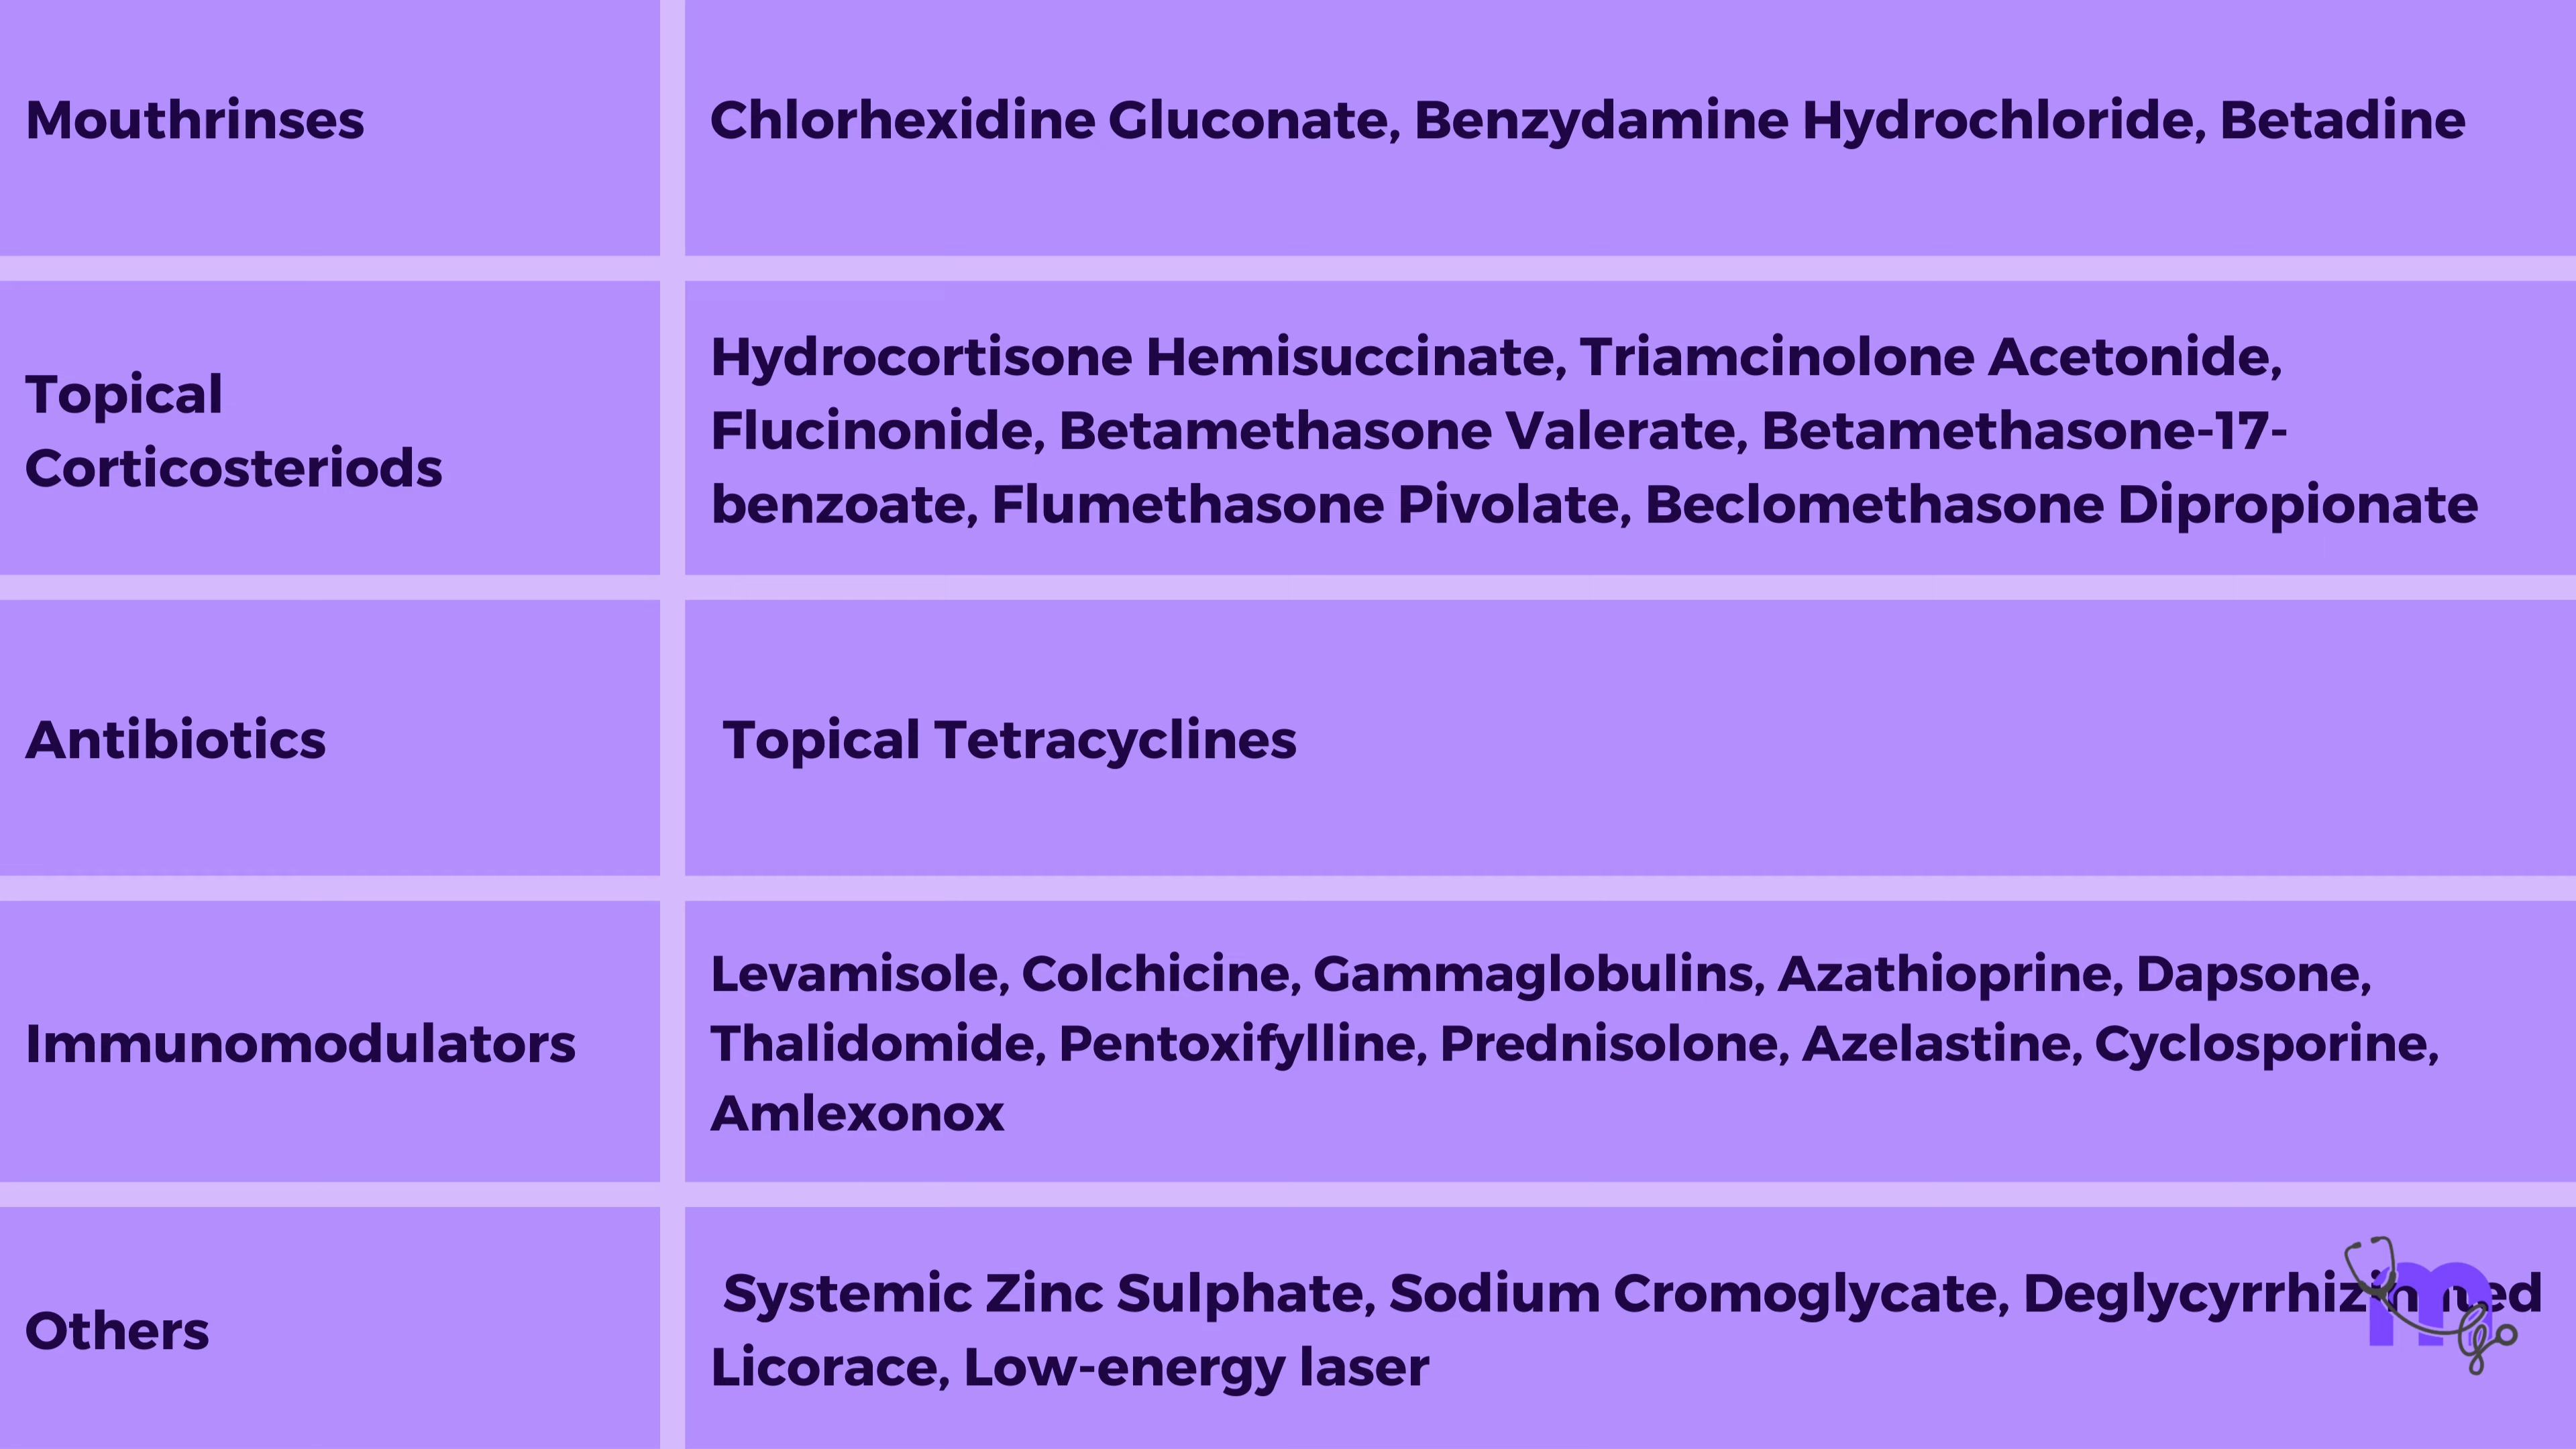 Mouthrinses
Chlorhexidine Gluconate, Benzydamine Hydrochloride, Betadine
Topical
Corticosteriods
Hydrocortisone Hemisuccinate, Triamcinolone Acetonide,
Flucinonide, Betamethasone Valerate, Betamethasone-17-
benzoate, Flumethasone Pivolate, Beclomethasone Dipropionate
Antibiotics
Topical Tetracyclines
Immunomodulators
Levamisole, Colchicine, Gammaglobulins, Azathioprine, Dapsone,
Thalidomide, Pentoxifylline, Prednisolone, Azelastine, Cyclosporine,
Amlexonox
Others
Systemic Zinc Sulphate, Sodium Cromoglycate,
Licorace, Low-energy laser